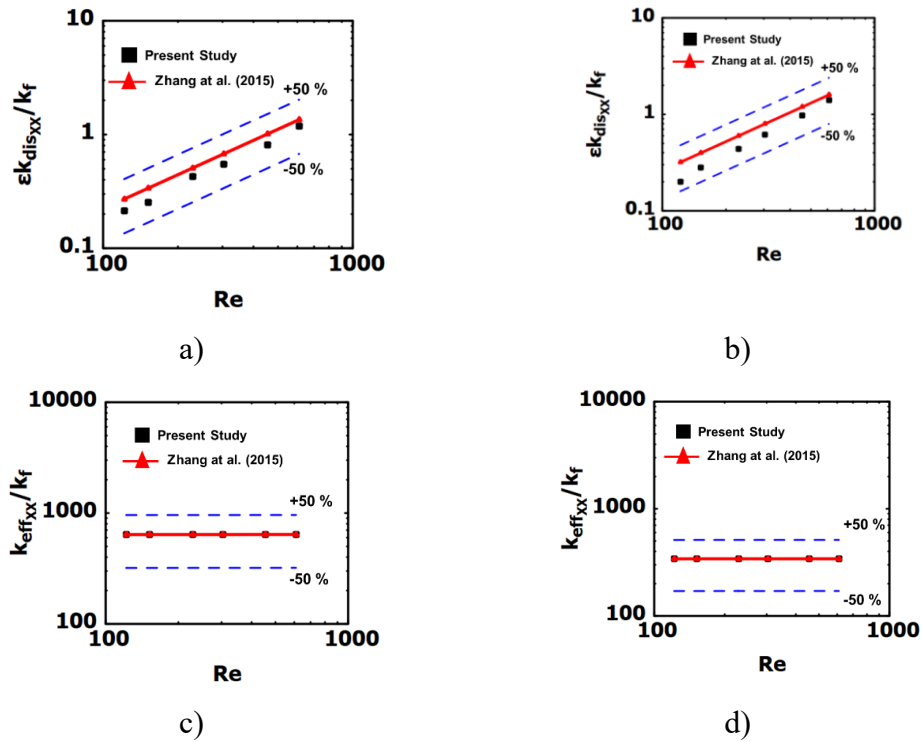 10
1
0.1
εk_disXX/k_f
Present Study
Zhang at al. (2015)
+50 %
-50 %
100
1000
Re
a)
10
1
0.1
εk_disXX/k_f
Present Study
Zhang at al. (2015)
+50 %
-50 %
100
1000
Re
b)
10000
1000
100
k_effXX/k_f
Present Study
Zhang at al. (2015)
+50 %
-50 %
100
1000
Re
c)
10000
1000
100
k_effXX/k_f
Present Study
Zhang at al. (2015)
+50 %
-50 %
100
1000
Re
d)